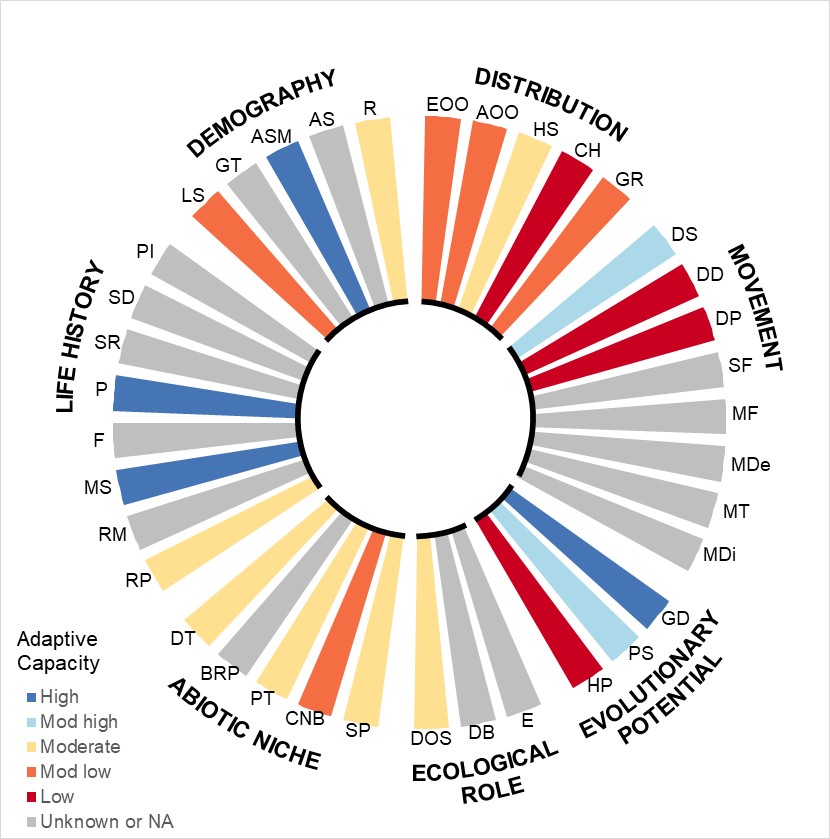 DEMOGRAPHY
LS
GT
ASM
AS
R
DISTRIBUTION
EOO
AOO
HS
CH
GR
MOVEMENT
DS
DD
DP
SF
MF
MDe
MT
MDi
EVOLUTIONARY
POTENTIAL
GD
PS
HP
ECOLOGICAL
ROLE
E
DB
DOS
ABIOTIC NICHE
SP
CNB
PT
BRP
DT
LIFE HISTORY
RP
RM
MS
F
P
SR
SD
PI
Adaptive
Capacity
High
Mod high
Moderate
Mod low
Low
Unknown or NA